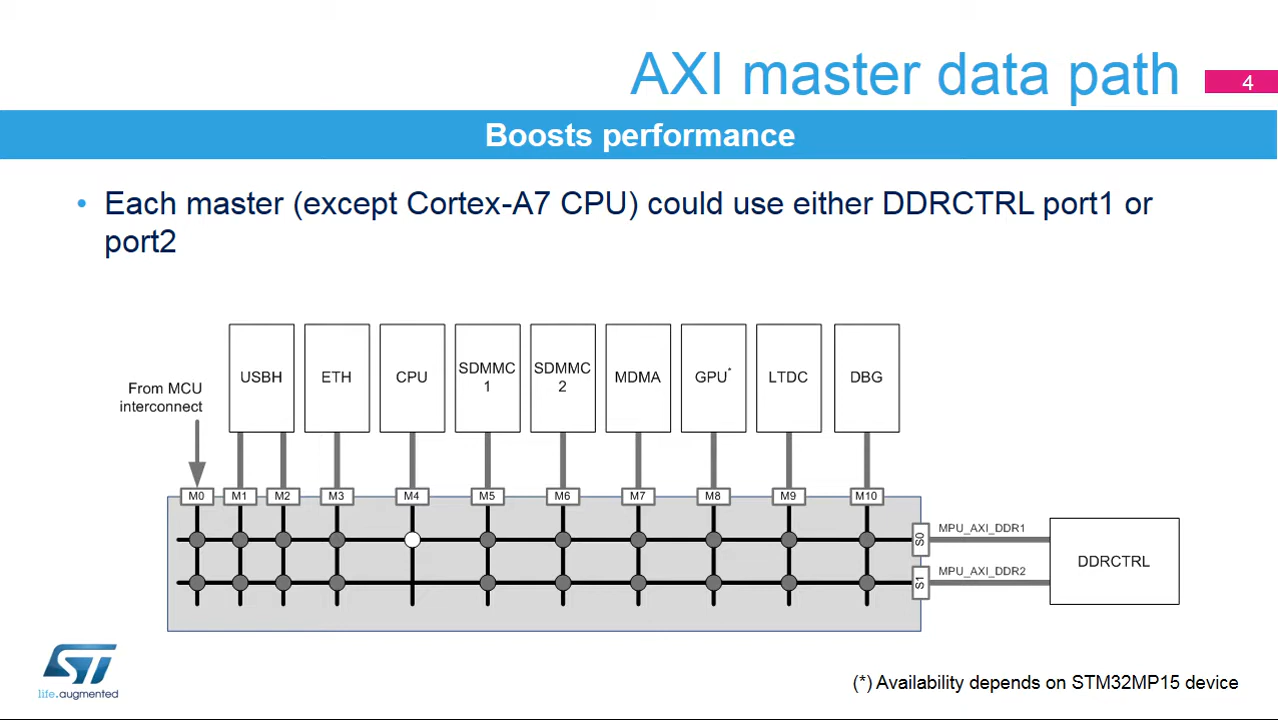 AXI master data path
4
Boosts performance
• Each master (except Cortex-A7 CPU) could use either DDRCTRL port1 or
port2
From MCU
interconnect
USBH
ETH
CPU
SDMMC
1
SDMMC
2
MDMA
GPU*
LTDC
DBG
M0
M1
M2
M3
M4
M5
M6
M7
M8
M9
M10
S0
MPU_AXI_DDR1
S1
MPU_AXI_DDR2
DDRCTRL
ST
life.augmented
(*) Availability depends on STM32MP15 device